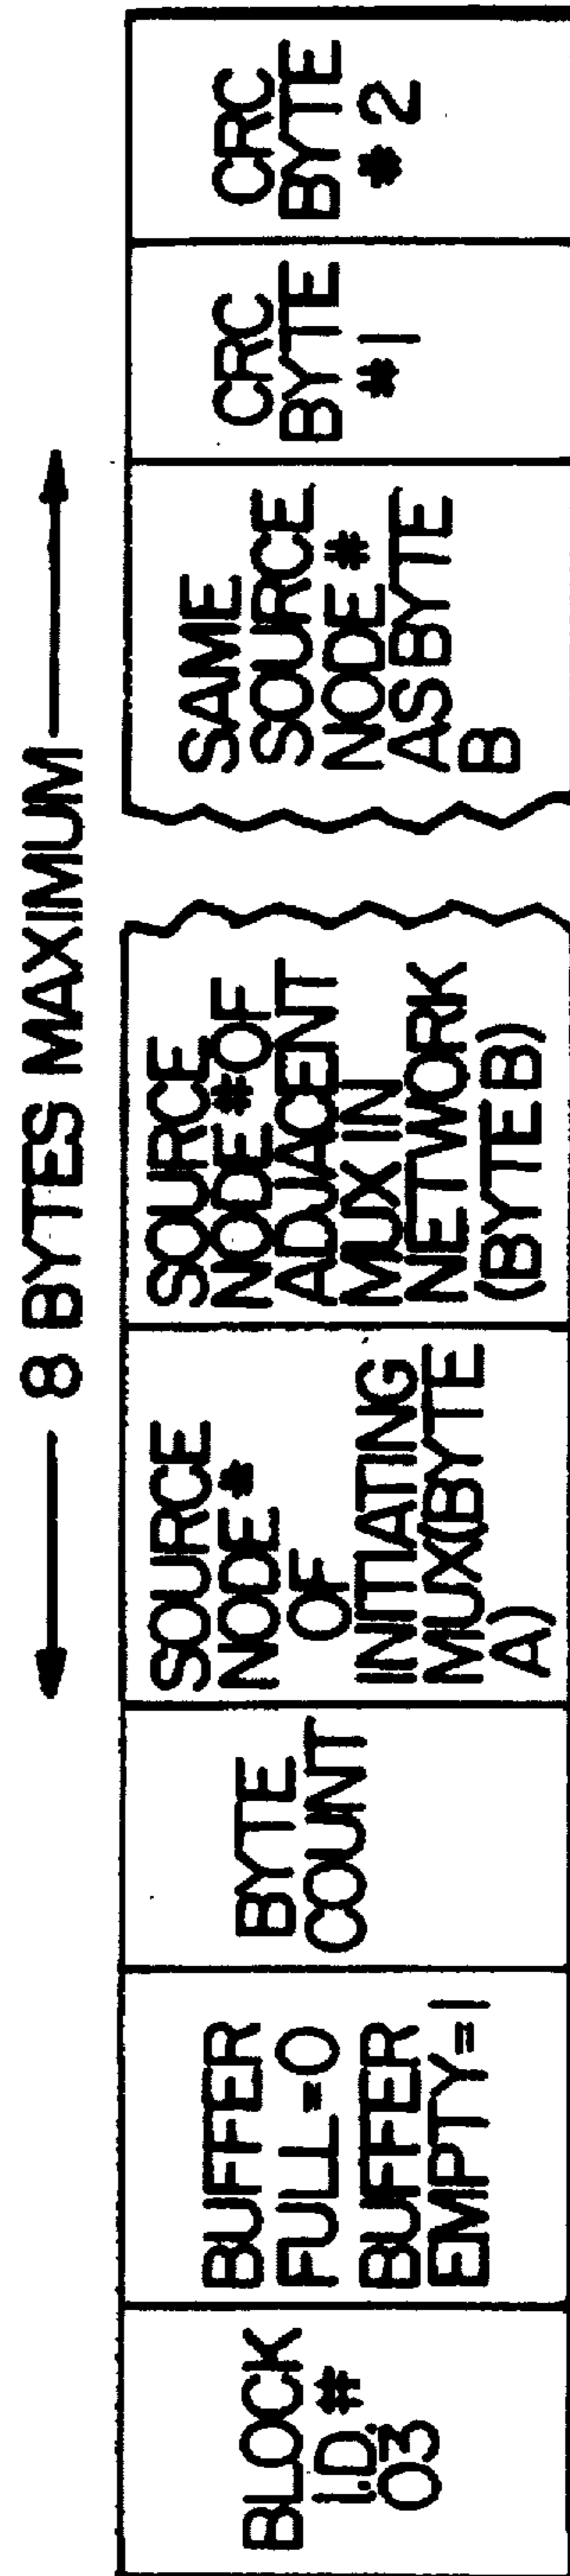 8 BYTES MAXIMUM
BLOCK
I.D. #
03
BUFFER
FULL=0
BUFFER
EMPTY=1
BYTE
COUNT
SOURCE
NODE #
OF
INITIATING
MUX(BYTE
A)
SOURCE
NODE # OF
ADJACENT
MUX IN
NETWORK
(BYTE B)
SAME
SOURCE
NODE #
AS BYTE
B
CRC
BYTE
#1
CRC
BYTE
#2